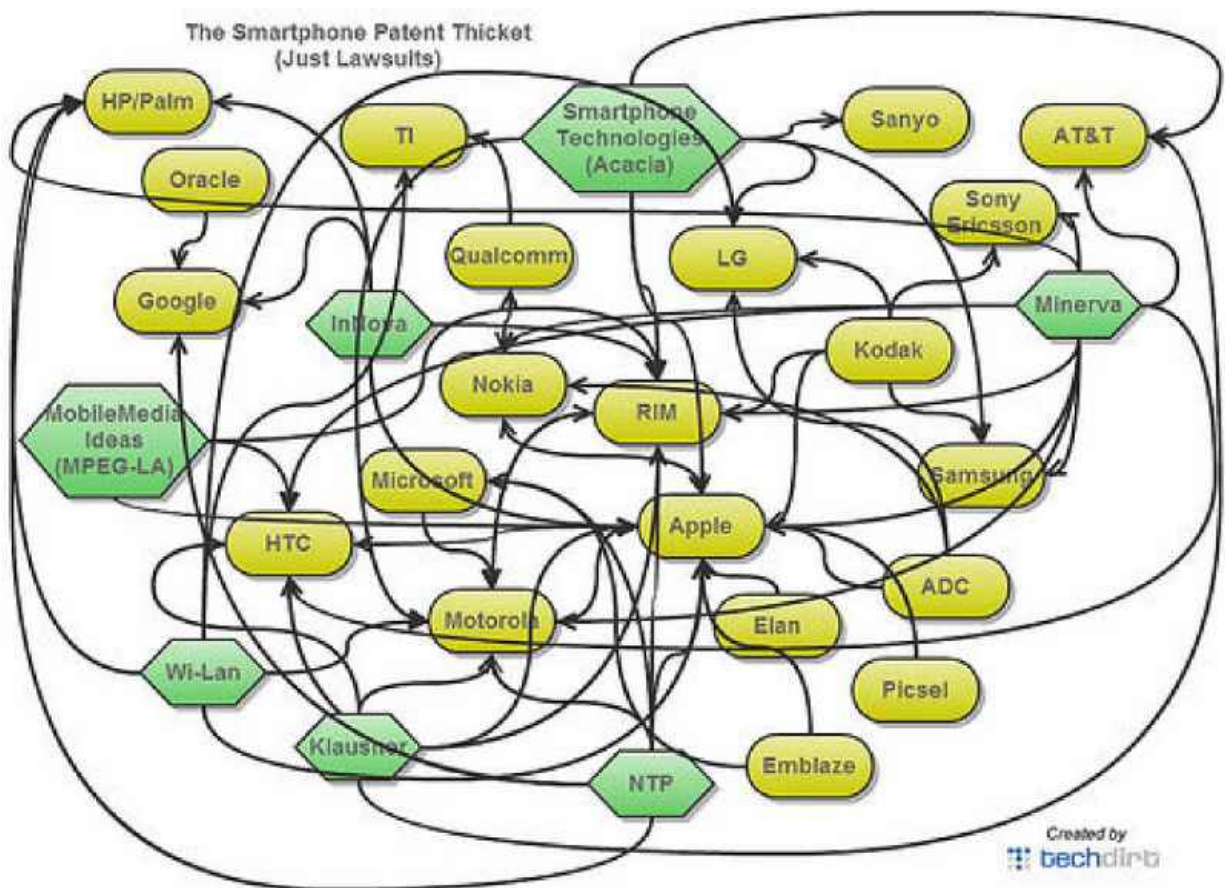 The Smartphone Patent Thicket
(Just Lawsuits)
HP/Palm
TI
Smartphone
Technologies
(Acacia)
Sanyo
AT&T
Oracle
Sony
Ericsson
Qualcomm
LG
Google
InNova
Minerva
Kodak
Nokia
RIM
MobileMedia
Ideas
(MPEG-LA)
Microsoft
Samsung
Apple
HTC
ADC
Motorola
Elan
Wi-Lan
Picsel
Klausner
Emblaze
NTP
Created by
techdirt